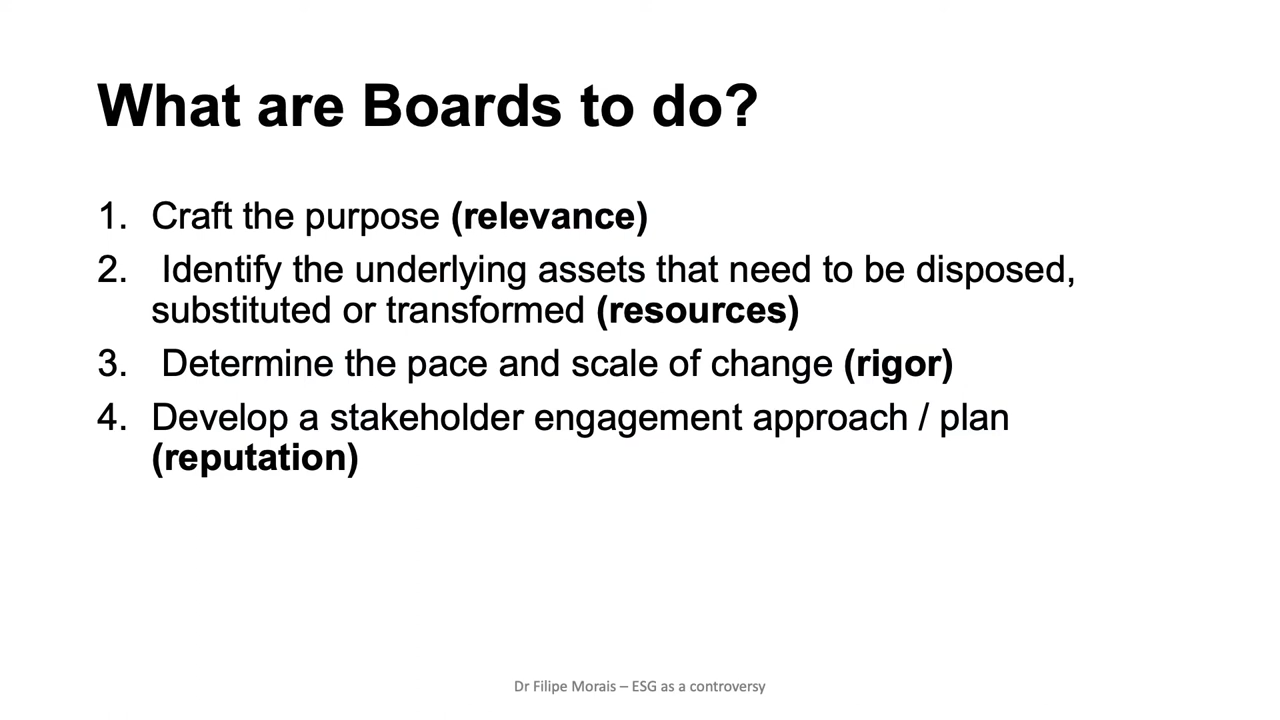 What are Boards to do?
1. Craft the purpose (relevance)
2. Identify the underlying assets that need to be disposed,
substituted or transformed (resources)
3. Determine the pace and scale of change (rigor)
4. Develop a stakeholder engagement approach / plan
(reputation)
Dr Filipe Morais – ESG as a controversy